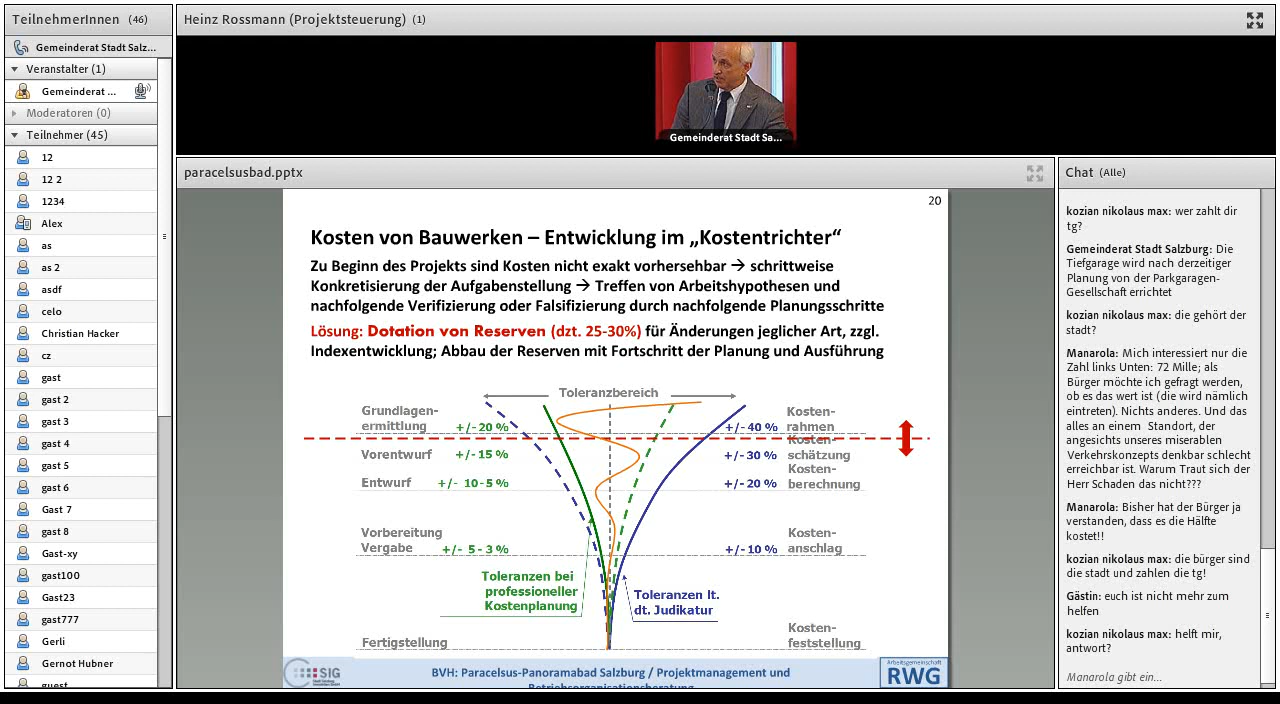 TeilnehmerInnen (46)
Gemeinderat Stadt Salz...
Veranstalter (1)
Gemeinderat ...
Moderatoren (0)
Teilnehmer (45)
12
12 2
1234
Alex
as
as 2
asdf
celo
Christian Hacker
cz
gast
gast 2
gast 3
gast 4
gast 5
gast 6
Gast 7
gast 8
Gast-xy
gast100
Gast23
gast777
Gerli
Gernot Hubner
guest
Heinz Rossmann (Projektsteuerung) (1)
Gemeinderat Stadt Sa...
paracelsusbad.pptx
20
Kosten von Bauwerken – Entwicklung im „Kostentrichter“
Zu Beginn des Projekts sind Kosten nicht exakt vorhersehbar → schrittweise
Konkretisierung der Aufgabenstellung → Treffen von Arbeitshypothesen und
nachfolgende Verifizierung oder Falsifizierung durch nachfolgende Planungsschritte
Lösung: Dotation von Reserven (dzt. 25-30%) für Änderungen jeglicher Art, zzgl.
Indexentwicklung; Abbau der Reserven mit Fortschritt der Planung und Ausführung
Toleranzbereich
Grundlagen-
ermittlung +/-20 %
+/-40 % Kosten-
rahmen
Vorentwurf +/-15 %
+/-30 % Kosten-
schätzung
Entwurf +/- 10-5 %
+/-20 % Kosten-
berechnung
Vorbereitung
Vergabe +/- 5-3 %
+/-10 % Kosten-
anschlag
Toleranzen bei
professioneller
Kostenplanung
Toleranzen lt.
dt. Judikatur
Fertigstellung
Kosten-
feststellung
SIG
BVH: Paracelsus-Panoramabad Salzburg / Projektmanagement und
Betriebsorganisationsberatung
Arbeitsgemeinschaft
RWG
Chat (Alle)
kozian nikolaus max: wer zahlt dir
tg?
Gemeinderat Stadt Salzburg: Die
Tiefgarage wird nach derzeitiger
Planung von der Parkgaragen-
Gesellschaft errichtet
kozian nikolaus max: die gehört der
stadt?
Manarola: Mich interessiert nur die
Zahl links Unten: 72 Mille; als
Bürger möchte ich gefragt werden,
ob es das wert ist (die wird nämlich
eintreten). Nichts anderes. Und das
alles an einem Standort, der
angesichts unseres miserablen
Verkehrskonzepts denkbar schlecht
erreichbar ist. Warum Traut sich der
Herr Schaden das nicht???
Manarola: Bisher hat der Bürger ja
verstanden, dass es die Hälfte
kostet!!
kozian nikolaus max: die bürger sind
die stadt und zahlen die tg!
Gästin: euch ist nicht mehr zum
helfen
kozian nikolaus max: helft mir,
antwort?
Manarola gibt ein...